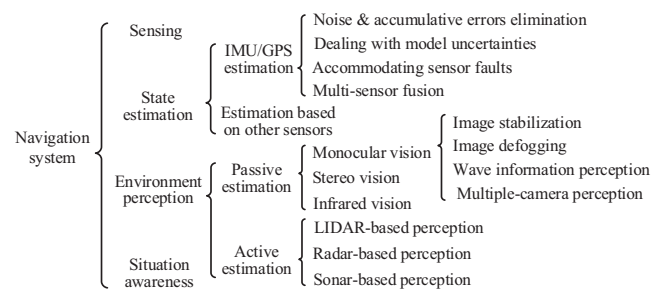 Navigation
system
Sensing
State
estimation
IMU/GPS
estimation
Noise & accumulative errors elimination
Dealing with model uncertainties
Accommodating sensor faults
Multi-sensor fusion
Estimation based
on other sensors
Environment
perception
Passive
estimation
Monocular vision
Image stabilization
Image defogging
Wave information perception
Multiple-camera perception
Stereo vision
Infrared vision
Active
estimation
LIDAR-based perception
Radar-based perception
Sonar-based perception
Situation
awareness